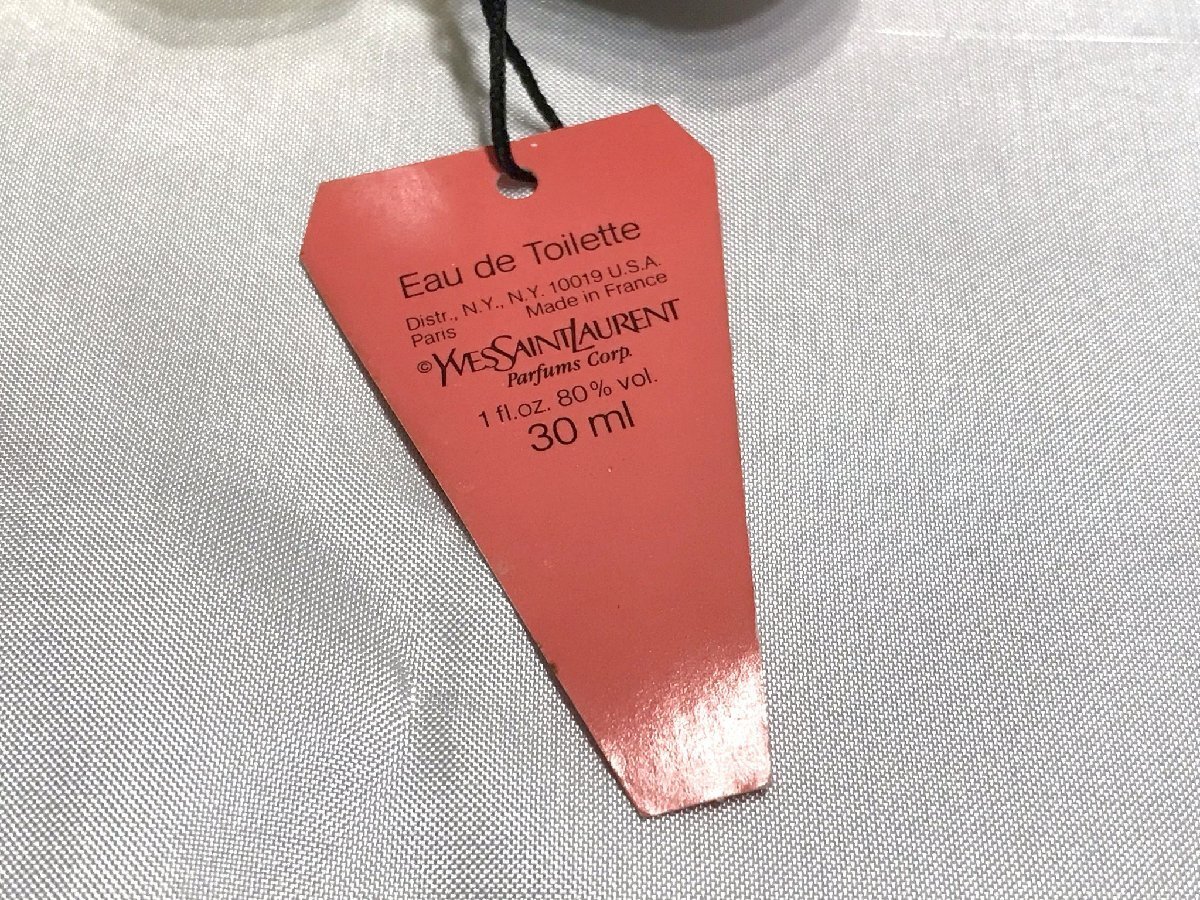 Eau de Toilette
Distr., N.Y., N.Y. 10019 U.S.A.
Paris Made in France
©YVESSAINTLAURENT
Parfums Corp.
1 fl.oz. 80% vol.
30 ml